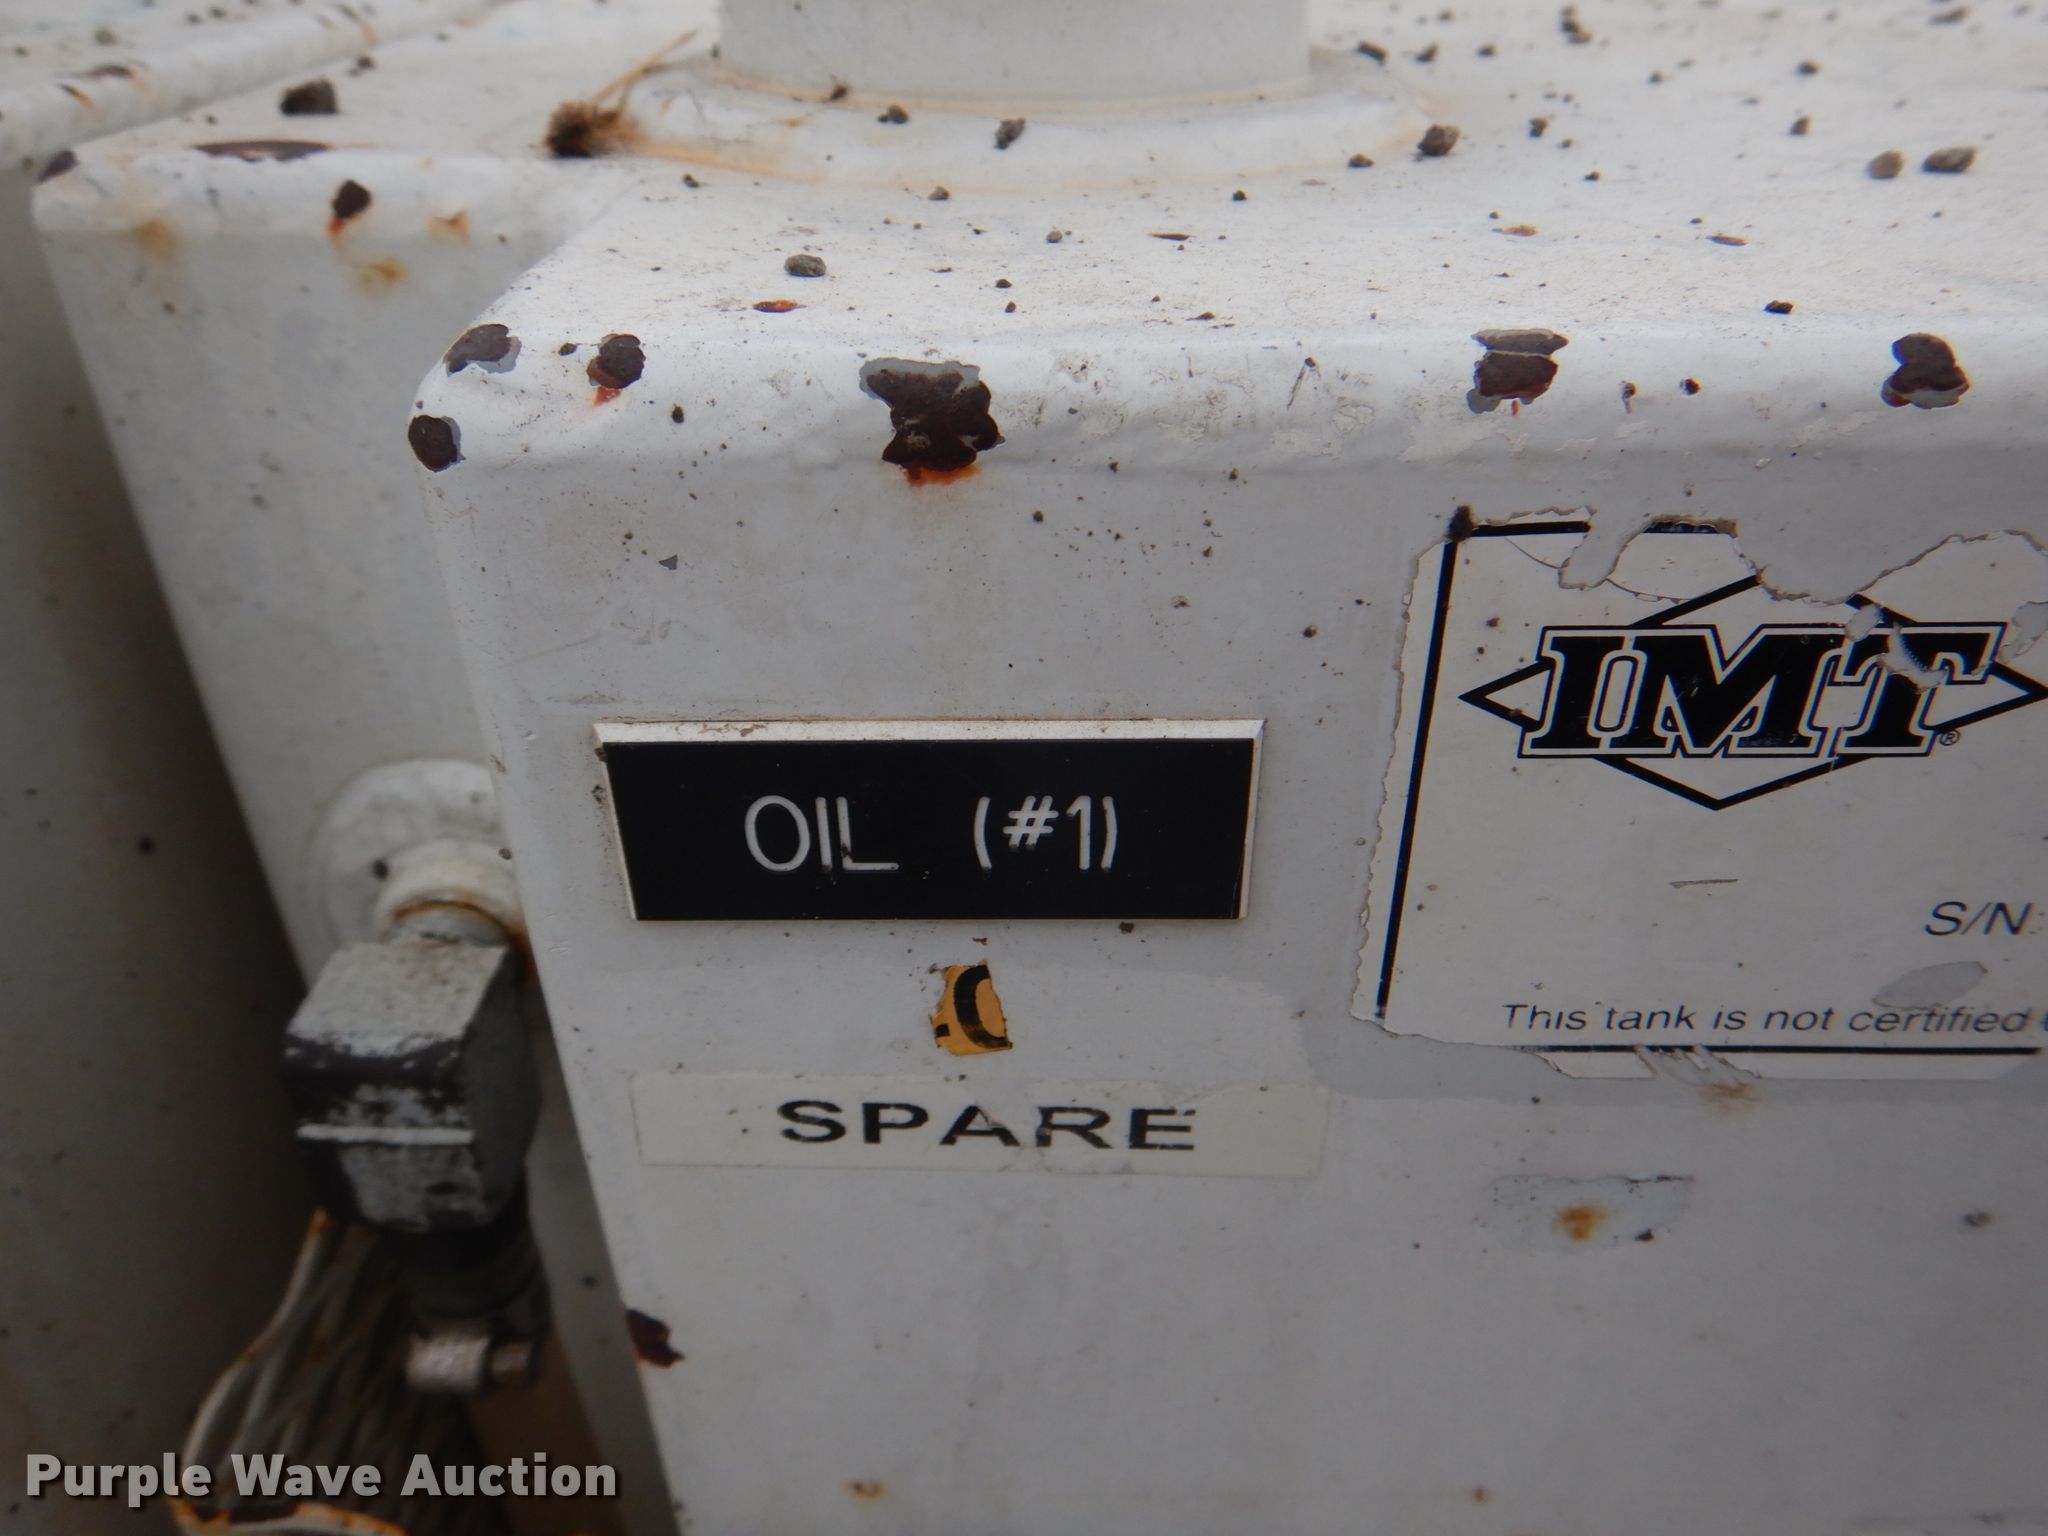 IMT®
OIL (#1)
S/N:
This tank is not certified
SPARE
Purple Wave Auction